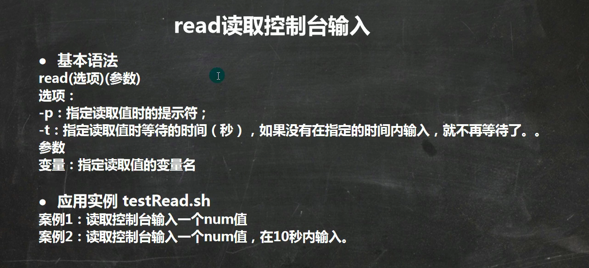 read读取控制台输入
● 基本语法
read(选项)(参数)
选项：
-p：指定读取值时的提示符；
-t：指定读取值时等待的时间（秒），如果没有在指定的时间内输入，就不再等待了。。
参数
变量：指定读取值的变量名
● 应用实例 testRead.sh
案例1：读取控制台输入一个num值
案例2：读取控制台输入一个num值，在10秒内输入。